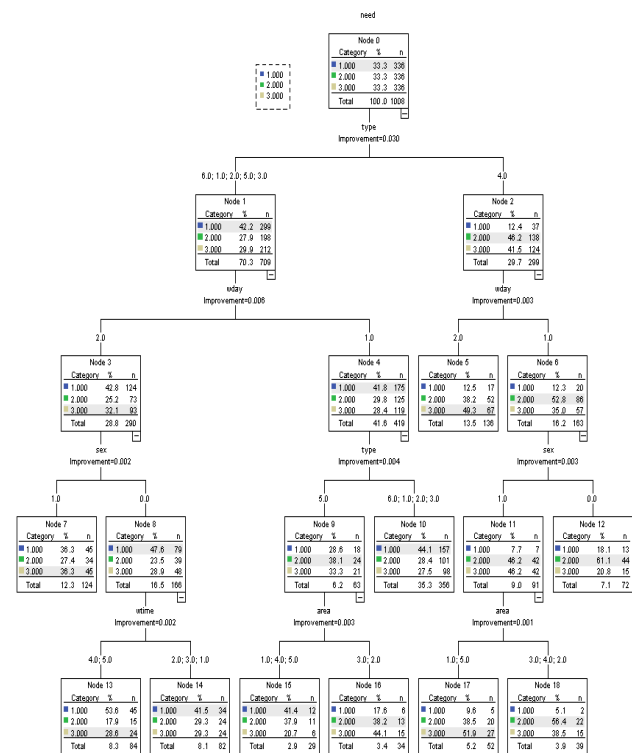 need
Node 0
Category % n
1.000 33.3 336
2.000 33.3 336
3.000 33.3 336
Total 100.0 1008
1.000
2.000
3.000
type
Improvement=0.030
6.0; 1.0; 2.0; 5.0; 3.0
4.0
Node 1
Category % n
1.000 42.2 299
2.000 27.9 198
3.000 29.9 212
Total 70.3 709
Node 2
Category % n
1.000 12.4 37
2.000 46.2 138
3.000 41.5 124
Total 29.7 299
wday
Improvement=0.006
wday
Improvement=0.003
2.0
1.0
2.0
1.0
Node 3
Category % n
1.000 42.8 124
2.000 25.2 73
3.000 32.1 93
Total 28.8 290
Node 4
Category % n
1.000 41.8 175
2.000 29.8 125
3.000 28.4 119
Total 41.6 419
Node 5
Category % n
1.000 12.5 17
2.000 38.2 52
3.000 49.3 67
Total 13.5 136
Node 6
Category % n
1.000 12.3 20
2.000 52.8 86
3.000 35.0 57
Total 16.2 163
sex
Improvement=0.002
type
Improvement=0.004
sex
Improvement=0.003
1.0
0.0
5.0
6.0; 1.0; 2.0; 3.0
1.0
0.0
Node 7
Category % n
1.000 36.3 45
2.000 27.4 34
3.000 36.3 45
Total 12.3 124
Node 8
Category % n
1.000 47.6 79
2.000 23.5 39
3.000 28.9 48
Total 16.5 166
Node 9
Category % n
1.000 28.6 18
2.000 38.1 24
3.000 33.3 21
Total 6.2 63
Node 10
Category % n
1.000 44.1 157
2.000 28.4 101
3.000 27.5 98
Total 35.3 356
Node 11
Category % n
1.000 7.7 7
2.000 46.2 42
3.000 46.2 42
Total 9.0 91
Node 12
Category % n
1.000 18.1 13
2.000 61.1 44
3.000 20.8 15
Total 7.1 72
wtime
Improvement=0.002
area
Improvement=0.003
area
Improvement=0.001
4.0; 5.0
2.0; 3.0; 1.0
1.0; 4.0; 5.0
3.0; 2.0
1.0; 5.0
3.0; 4.0; 2.0
Node 13
Category % n
1.000 53.6 45
2.000 17.9 15
3.000 28.6 24
Total 8.3 84
Node 14
Category % n
1.000 41.5 34
2.000 29.3 24
3.000 29.3 24
Total 8.1 82
Node 15
Category % n
1.000 41.4 12
2.000 37.9 11
3.000 20.7 6
Total 2.9 29
Node 16
Category % n
1.000 17.6 6
2.000 38.2 13
3.000 44.1 15
Total 3.4 34
Node 17
Category % n
1.000 9.6 5
2.000 38.5 20
3.000 51.9 27
Total 5.2 52
Node 18
Category % n
1.000 5.1 2
2.000 56.4 22
3.000 38.5 15
Total 3.9 39